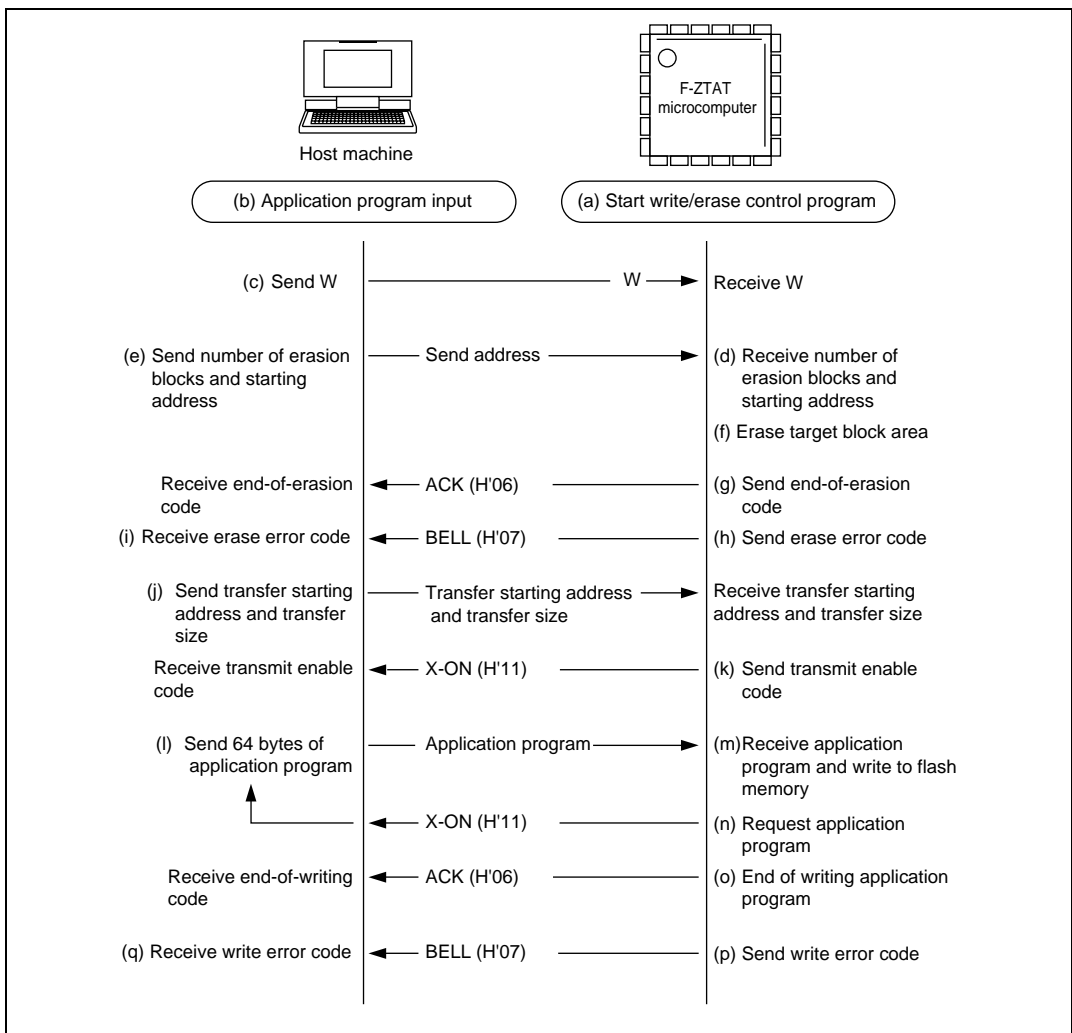 F-ZTAT
microcomputer
Host machine
(b) Application program input
(a) Start write/erase control program
(c) Send W
W
Receive W
(e) Send number of erasion
blocks and starting
address
Send address
(d) Receive number of
erasion blocks and
starting address
(f) Erase target block area
Receive end-of-erasion
code
ACK (H'06)
(g) Send end-of-erasion
code
(i) Receive erase error code
BELL (H'07)
(h) Send erase error code
(j) Send transfer starting
address and transfer
size
Transfer starting address
and transfer size
Receive transfer starting
address and transfer size
Receive transmit enable
code
X-ON (H'11)
(k) Send transmit enable
code
(l) Send 64 bytes of
application program
Application program
(m)Receive application
program and write to flash
memory
X-ON (H'11)
(n) Request application
program
Receive end-of-writing
code
ACK (H'06)
(o) End of writing application
program
(q) Receive write error code
BELL (H'07)
(p) Send write error code